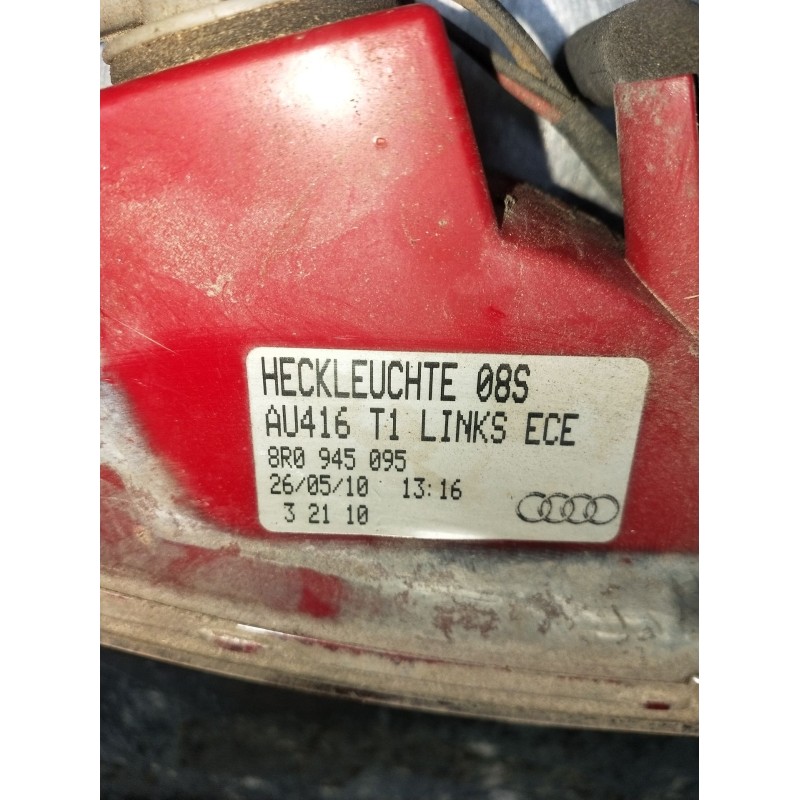 HECKLEUCHTE 08S
AU416 T1 LINKS ECE
8R0 945 095
26/05/10 13:16
3 21 10